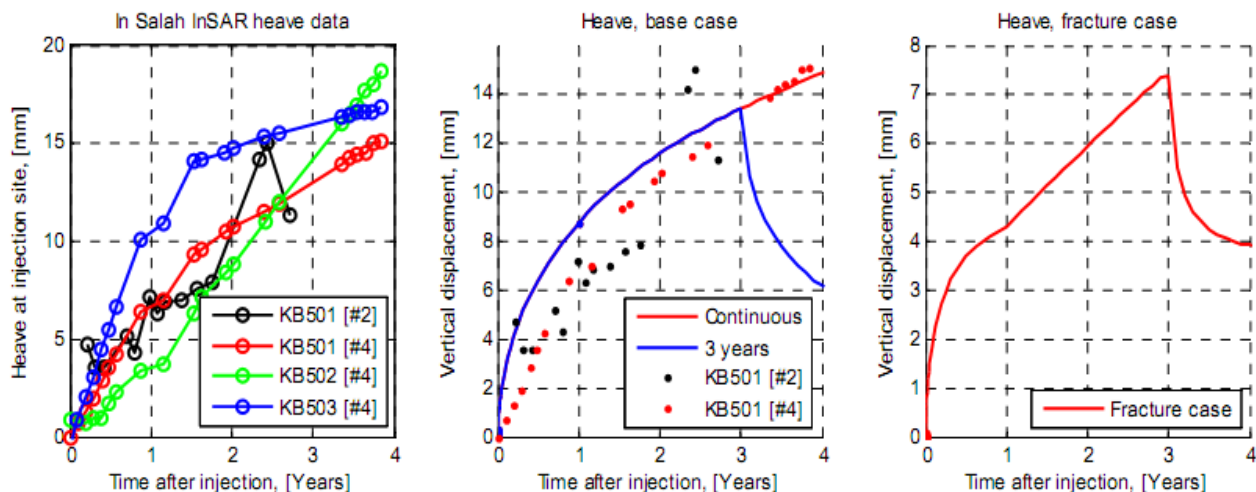 In Salah InSAR heave data
Heave at injection site, [mm]
20
15
10
5
0
0
1
2
3
4
Time after injection, [Years]
KB501 [#2]
KB501 [#4]
KB502 [#4]
KB503 [#4]
Heave, base case
Vertical displacement, [mm]
14
12
10
8
6
4
2
0
0
1
2
3
4
Time after injection, [Years]
Continuous
3 years
KB501 [#2]
KB501 [#4]
Heave, fracture case
Vertical displacement, [mm]
8
7
6
5
4
3
2
1
0
0
1
2
3
4
Time after injection, [Years]
Fracture case